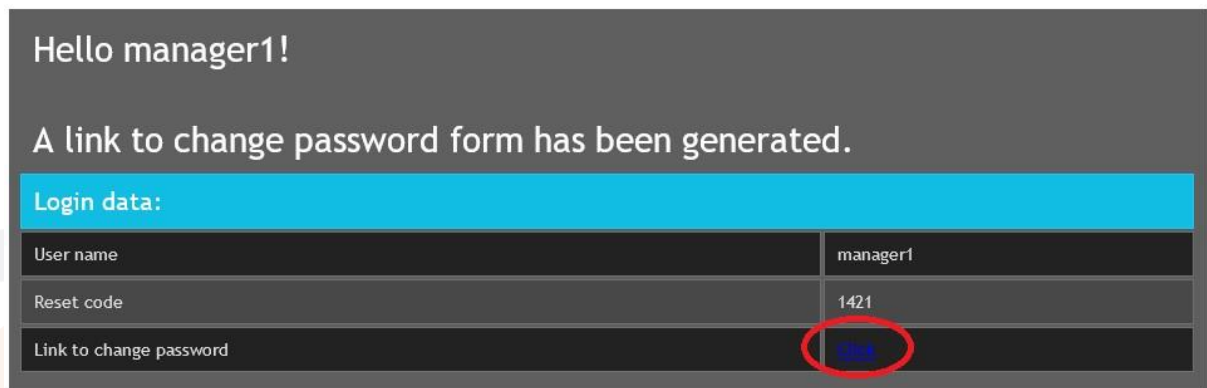 Hello manager1!
A link to change password form has been generated.
Login data:
User name manager1
Reset code 1421
Link to change password Click